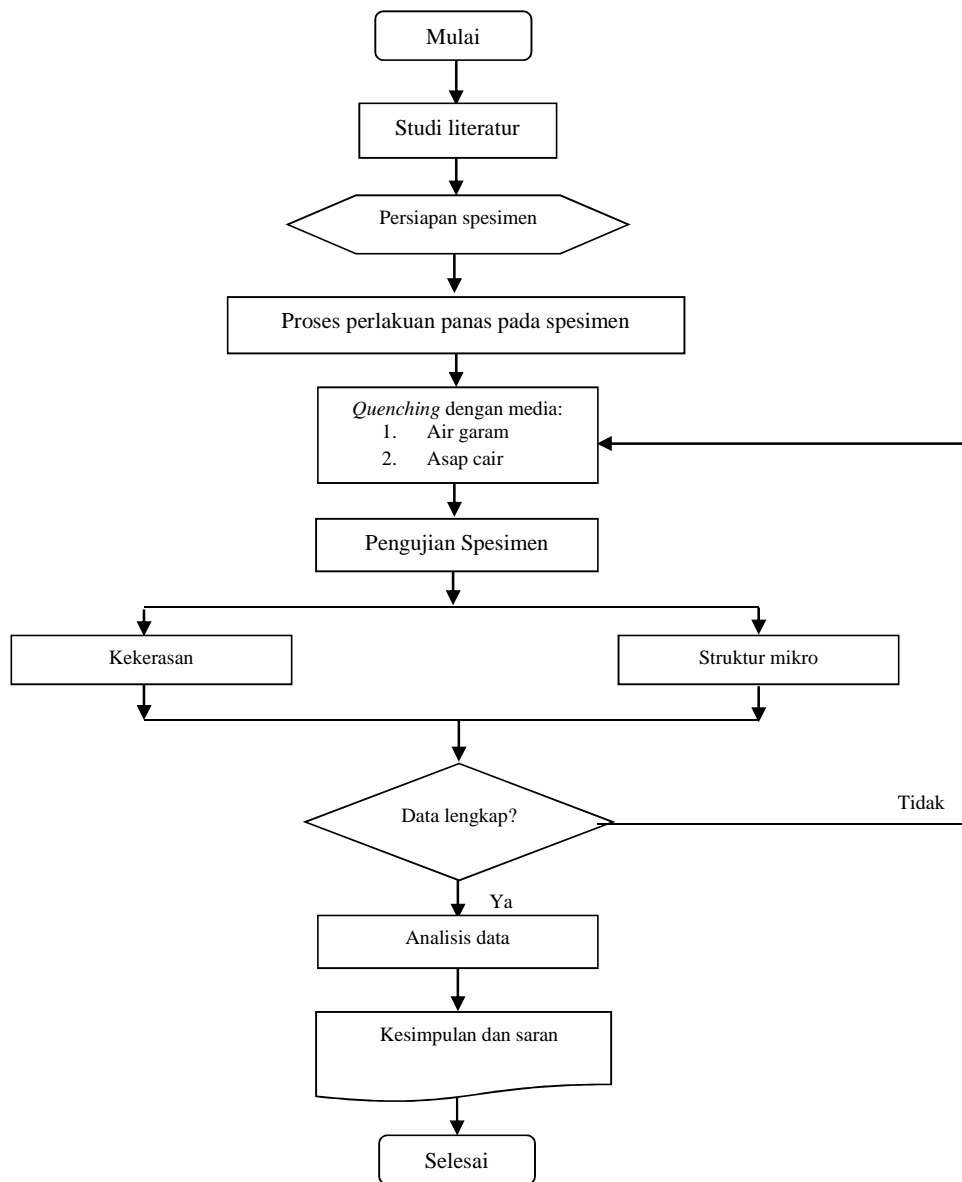 Mulai
Studi literatur
Persiapan spesimen
Proses perlakuan panas pada spesimen
Quenching dengan media:
1. Air garam
2. Asap cair
Pengujian Spesimen
Kekerasan
Struktur mikro
Data lengkap?
Tidak
Ya
Analisis data
Kesimpulan dan saran
Selesai